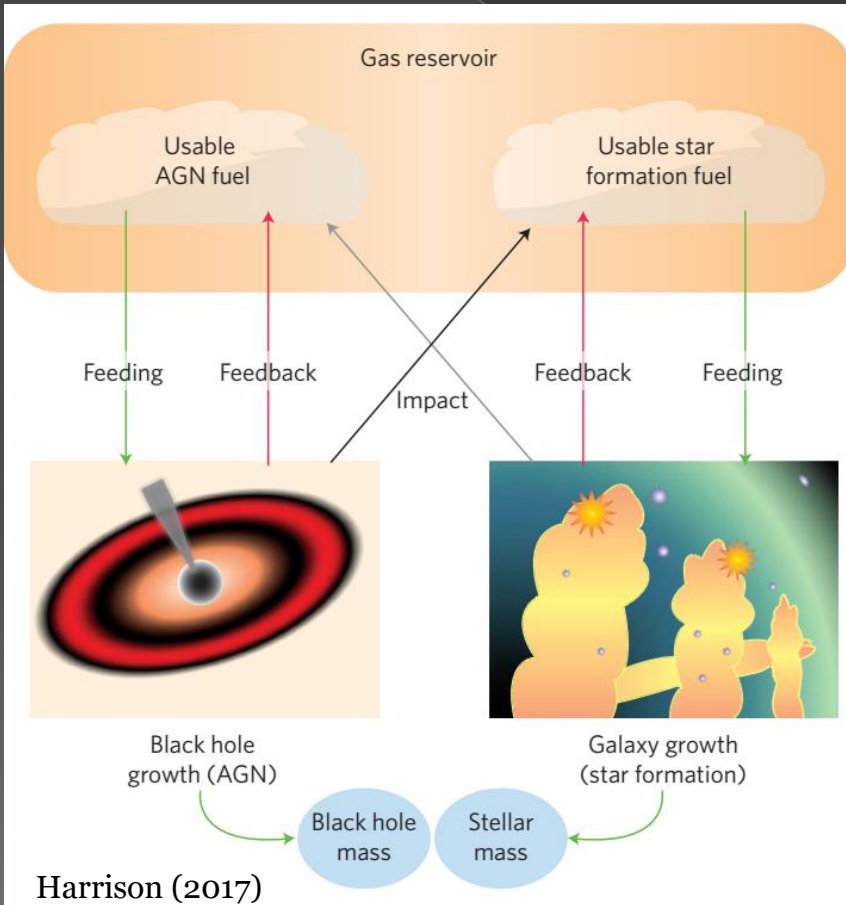 Gas reservoir
Usable
AGN fuel
Usable star
formation fuel
Feeding
Feedback
Impact
Feedback
Feeding
Black hole
growth (AGN)
Galaxy growth
(star formation)
Black hole
mass
Stellar
mass
Harrison (2017)